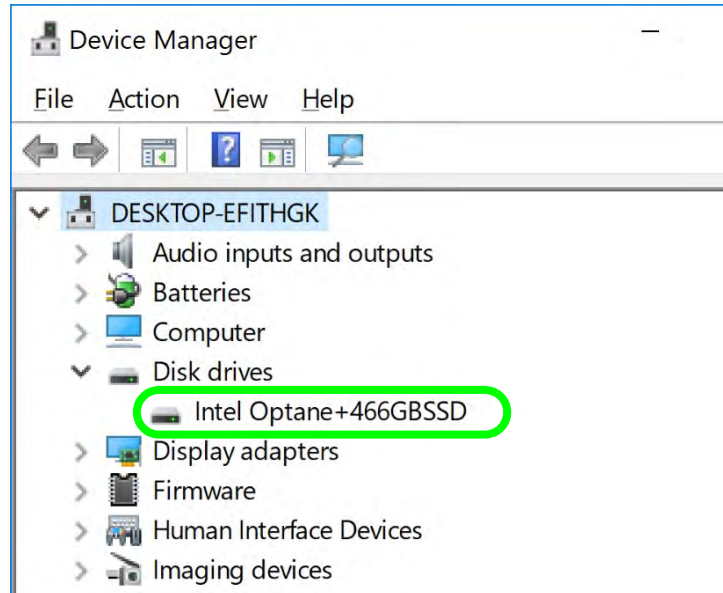 Device Manager
File Action View Help
DESKTOP-EFITHGK
Audio inputs and outputs
Batteries
Computer
Disk drives
Intel Optane+466GBSSD
Display adapters
Firmware
Human Interface Devices
Imaging devices